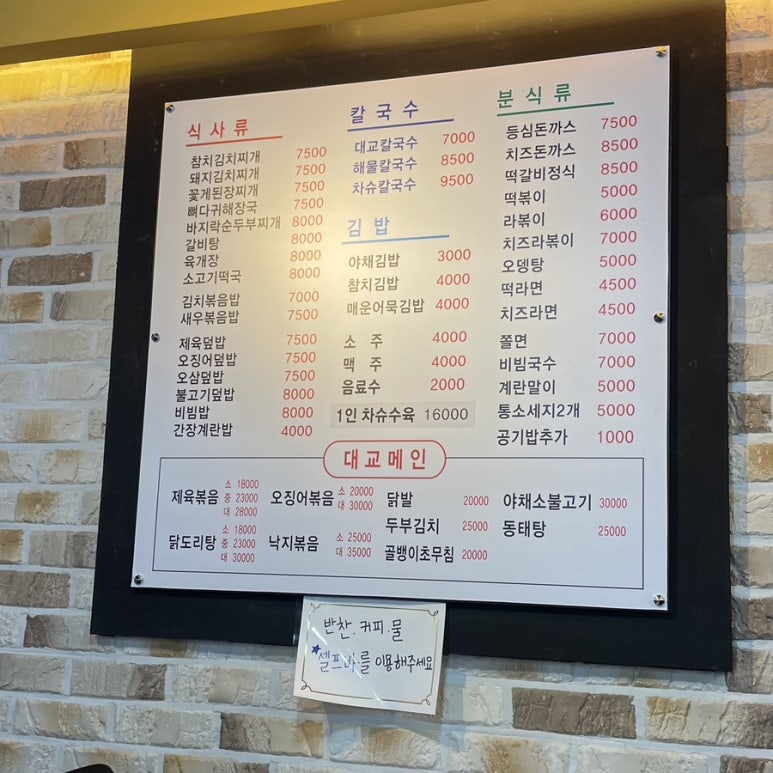 식사류
참치김치찌개 7500
돼지김치찌개 7500
꽃게된장찌개 7500
뼈다귀해장국 7500
바지락순두부찌개 8000
갈비탕 8000
육개장 8000
소고기떡국 8000
김치볶음밥 7000
새우볶음밥 7500
제육덮밥 7500
오징어덮밥 7500
오삼덮밥 7500
불고기덮밥 8000
비빔밥 8000
간장계란밥 4000
칼국수
대교칼국수 7000
해물칼국수 8500
차슈칼국수 9500
김밥
야채김밥 3000
참치김밥 4000
매운어묵김밥 4000
소주 4000
맥주 4000
음료수 2000
1인 차슈수육 16000
분식류
등심돈까스 7500
치즈돈까스 8500
떡갈비정식 8500
떡볶이 5000
라볶이 6000
치즈라볶이 7000
오뎅탕 5000
떡라면 4500
치즈라면 4500
쫄면 7000
비빔국수 7000
계란말이 5000
통소세지2개 5000
공기밥추가 1000
대교메인
제육볶음 소 18000 중 23000 대 28000
오징어볶음 소 20000 대 30000
닭발 20000
야채소불고기 30000
두부김치 25000
동태탕 25000
닭도리탕 소 18000 중 23000 대 30000
낙지볶음 소 25000 대 35000
골뱅이초무침 20000
반찬.커피.물
★셀프바.를 이용해주세요